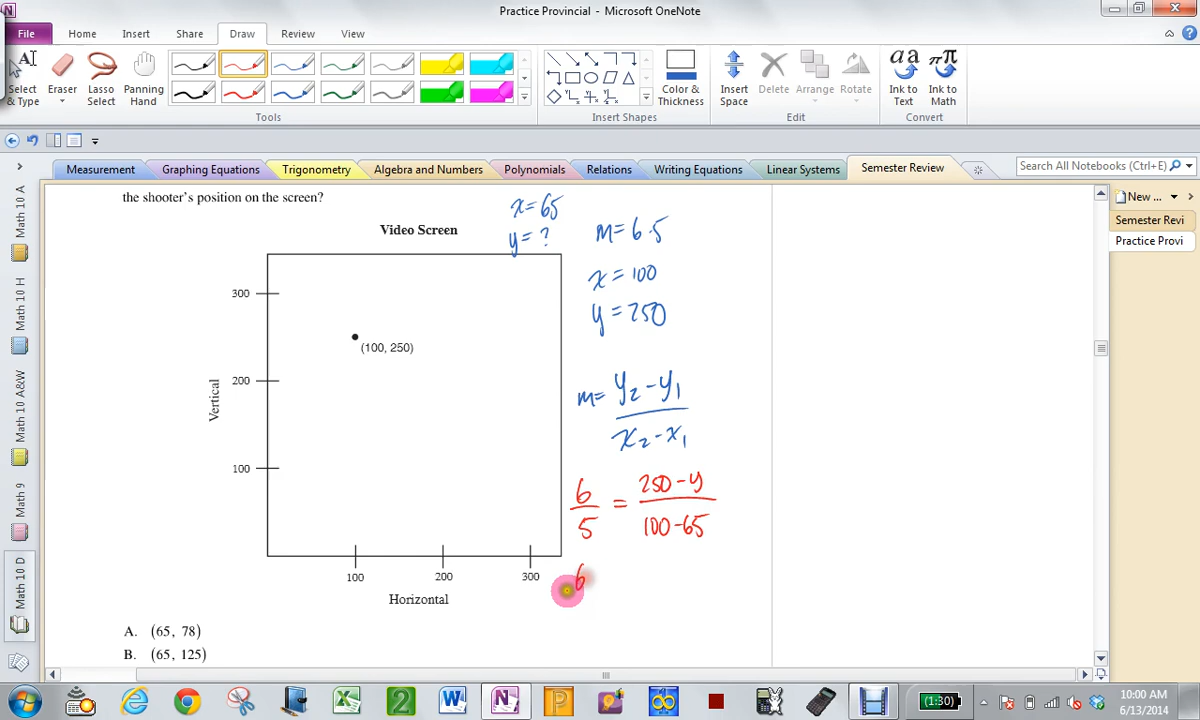 Practice Provincial - Microsoft OneNote
File Home Insert Share Draw Review View
Select & Type Eraser Lasso Select Panning Hand Color & Thickness Insert Space Delete Arrange Rotate Ink to Text Ink to Math
Tools Insert Shapes Edit Convert
Measurement Graphing Equations Trigonometry Algebra and Numbers Polynomials Relations Writing Equations Linear Systems Semester Review Search All Notebooks (Ctrl+E)
New ...
Semester Revi
Practice Provi
Math 10 A
Math 10 H
Math 10 A&W
Math 9
Math 10 D
the shooter's position on the screen?
x=65
y=?
Video Screen
m=6.5
x=100
y=250
300
(100, 250)
200
100
Vertical
100 200 300
Horizontal
m= y2-y1
x2-x1
6 = 250-y
5 100-65
6
A. (65, 78)
B. (65, 125)
(1:30)
10:00 AM
6/13/2014